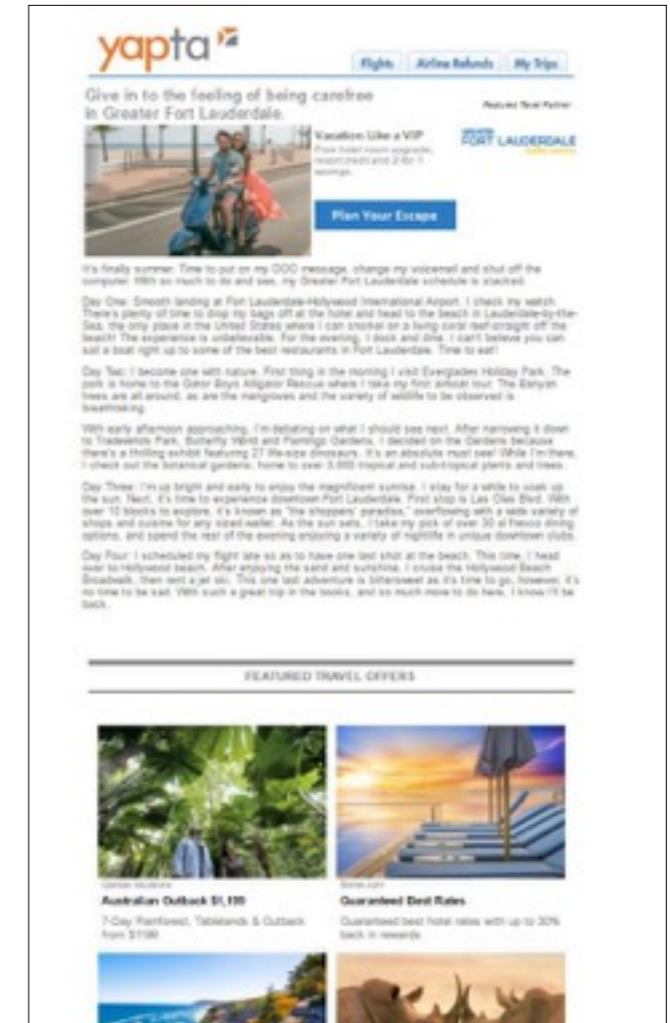 yapta
Flights Airline Refunds My Trips
Give in to the feeling of being carefree
in Greater Fort Lauderdale.
Featured Travel Partner
Vacation Like a VIP
Free hotel room upgrade,
resort credit and 2-for-1
savings.
GREATER
FORT LAUDERDALE
Plan Your Escape
It's finally summer. Time to put on my OOO message, change my voicemail and shut off the
computer. With so much to do and see, my Greater Fort Lauderdale schedule is stacked.
Day One: Smooth landing at Fort Lauderdale-Hollywood International Airport. I check my watch.
There's plenty of time to drop my bags off at the hotel and head to the beach in Lauderdale-by-the-
Sea, the only place in the United States where I can snorkel on a living coral reef straight off the
beach! The experience is unbelievable. For the evening, I dock and dine. I can't believe you can
sail a boat right up to some of the best restaurants in Fort Lauderdale. Time to eat!
Day Two: I become one with nature. First thing in the morning I visit Everglades Holiday Park. The
park is home to the Gator Boys Alligator Rescue where I take my first airboat tour. The Banyan
trees are all around, as are the mangroves and the variety of wildlife to be observed is
breathtaking.
With early afternoon approaching, I'm debating on what I should see next. After narrowing it down
to Tradewinds Park, Butterfly World and Flamingo Gardens, I decided on the Gardens because
there's a thrilling exhibit featuring 27 life-size dinosaurs. It's an absolute must see! While I'm there,
I check out the botanical gardens, home to over 3,000 tropical and sub-tropical plants and trees.
Day Three: I'm up bright and early to enjoy the magnificent sunrise. I stay for a while to soak up
the sun. Next, it's time to experience downtown Fort Lauderdale. First stop is Las Olas Blvd. With
over 10 blocks to explore, it's known as "the shoppers' paradise," overflowing with a wide variety of
shops and cuisine for any sized wallet. As the sun sets, I take my pick of over 30 al fresco dining
options, and spend the rest of the evening enjoying a variety of nightlife in unique downtown clubs.
Day Four: I scheduled my flight late so as to have one last shot at the beach. This time, I head
over to Hollywood beach. After enjoying the sand and sunshine, I cruise the Hollywood Beach
Broadwalk, then rent a jet ski. This one last adventure is bittersweet as it's time to go, however, it's
no time to be sad. With such a great trip in the books, and so much more to do here, I know I'll be
back.
FEATURED TRAVEL OFFERS
Australian Outback $1,199
7-Day Rainforest, Tablelands & Outback
from $1199
Guaranteed Best Rates
Guaranteed best hotel rates with up to 30%
back in rewards